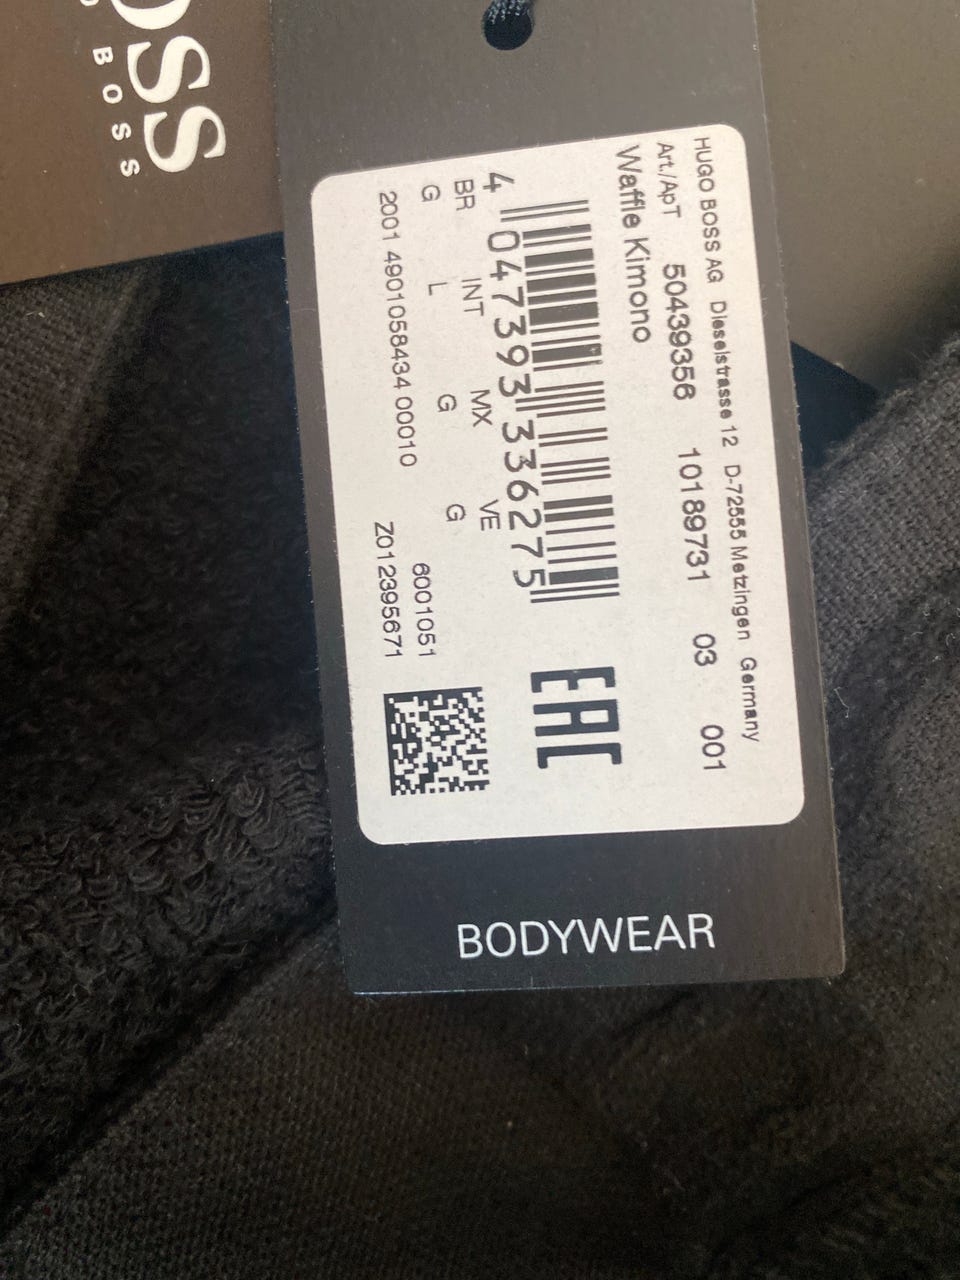 OSS
BOSS
HUGO BOSS AG Dieselstrasse 12 D-72555 Metzingen Germany
Art./ApT 50439356 10189731 03 001
Waffle Kimono
4 047393 336275
EAC
BR INT MX VE
G L G G
6001051
2001 4901058434 00010 Z012395671
BODYWEAR